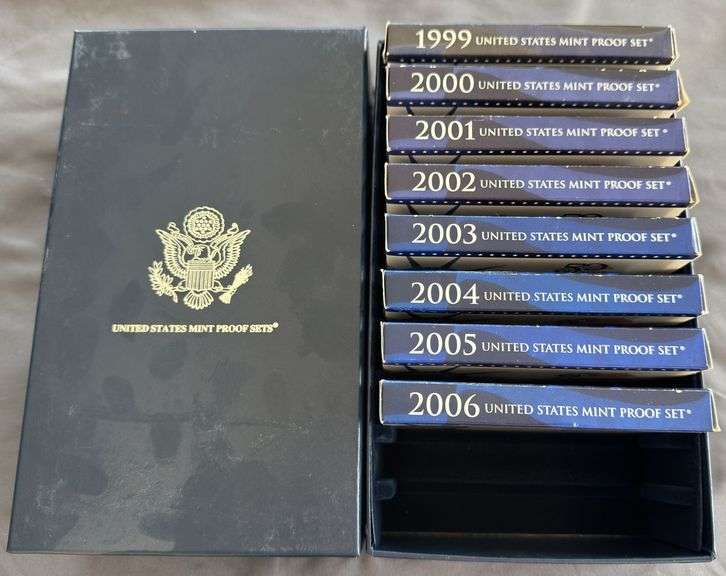 UNITED STATES MINT PROOF SETS®
1999 UNITED STATES MINT PROOF SET®
2000 UNITED STATES MINT PROOF SET®
2001 UNITED STATES MINT PROOF SET®
2002 UNITED STATES MINT PROOF SET®
2003 UNITED STATES MINT PROOF SET®
2004 UNITED STATES MINT PROOF SET®
2005 UNITED STATES MINT PROOF SET®
2006 UNITED STATES MINT PROOF SET®